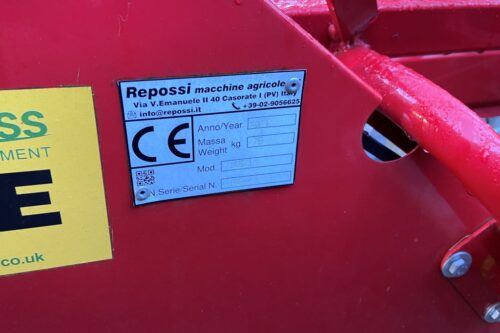 Repossi macchine agricole
Via V.Emanuele II 40 Casorate I (PV) Italy
info@repossi.it +39-02-9056625
CE
Anno/Year
Massa
Weight kg
Mod.
N.Serie/Serial N.
SS
MENT
E
co.uk